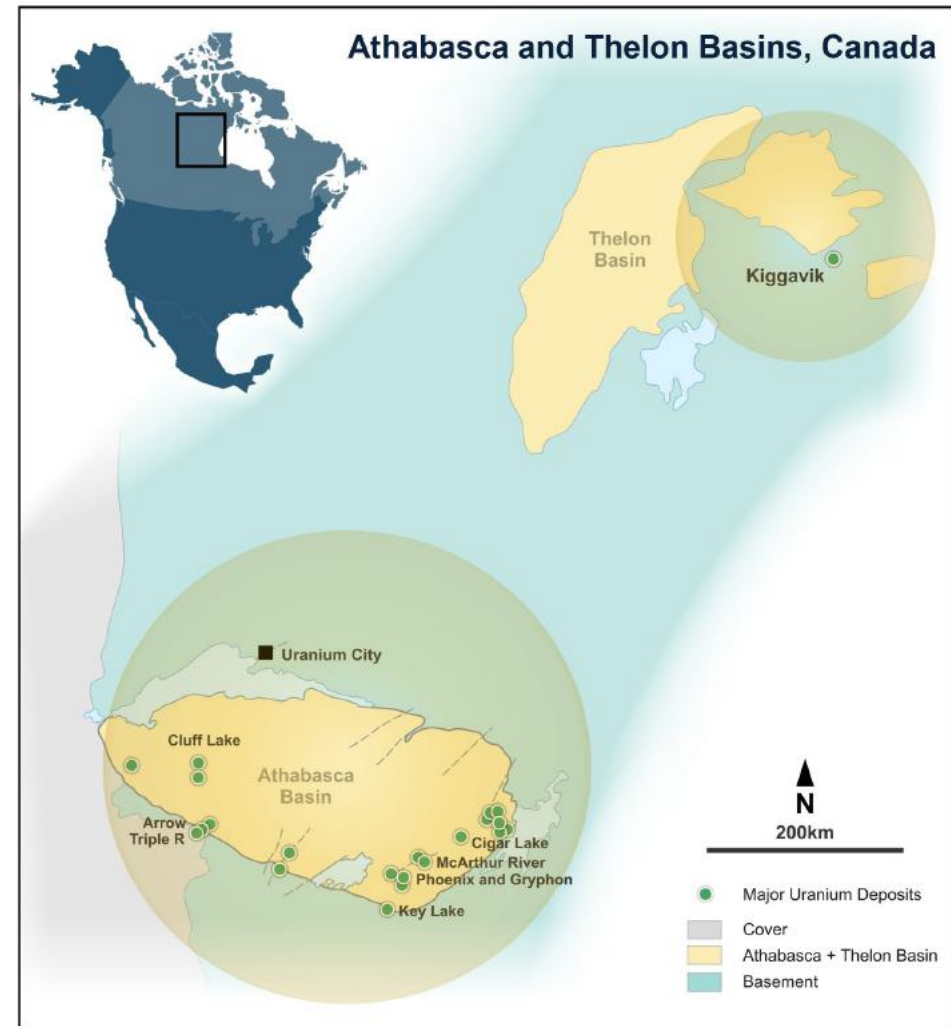 Athabasca and Thelon Basins, Canada
Thelon
Basin
Kiggavik
Uranium City
Cluff Lake
Athabasca
Basin
Arrow
Triple R
Cigar Lake
McArthur River
Phoenix and Gryphon
Key Lake
N
200km
Major Uranium Deposits
Cover
Athabasca + Thelon Basin
Basement